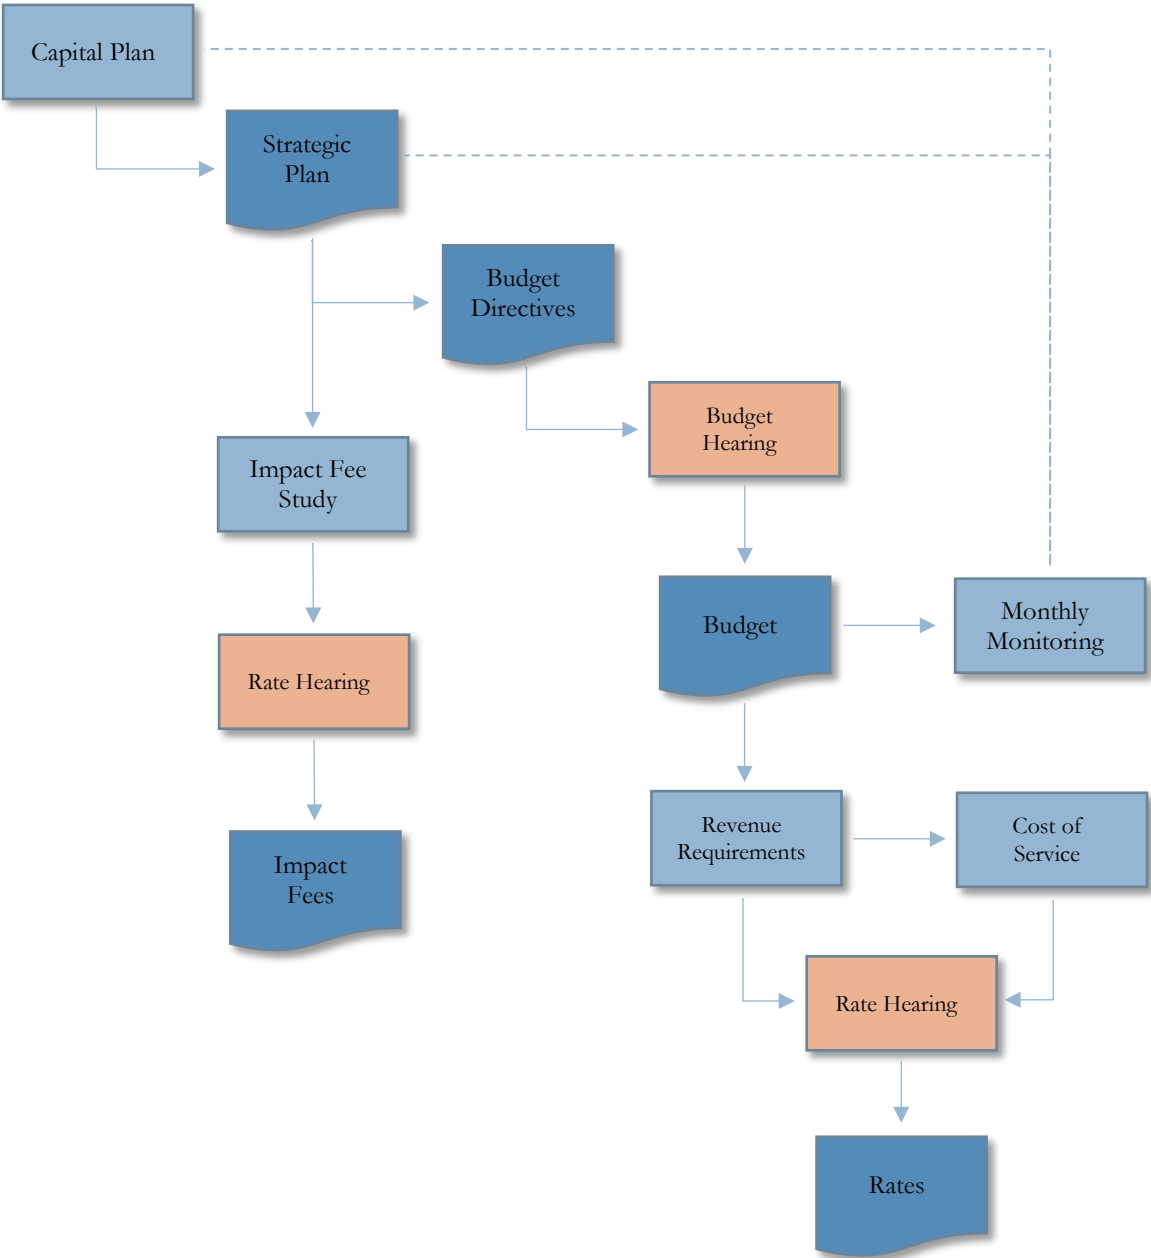 Capital Plan
Strategic
Plan
Budget
Directives
Budget
Hearing
Impact Fee
Study
Budget
Monthly
Monitoring
Rate Hearing
Revenue
Requirements
Cost of
Service
Impact
Fees
Rate Hearing
Rates